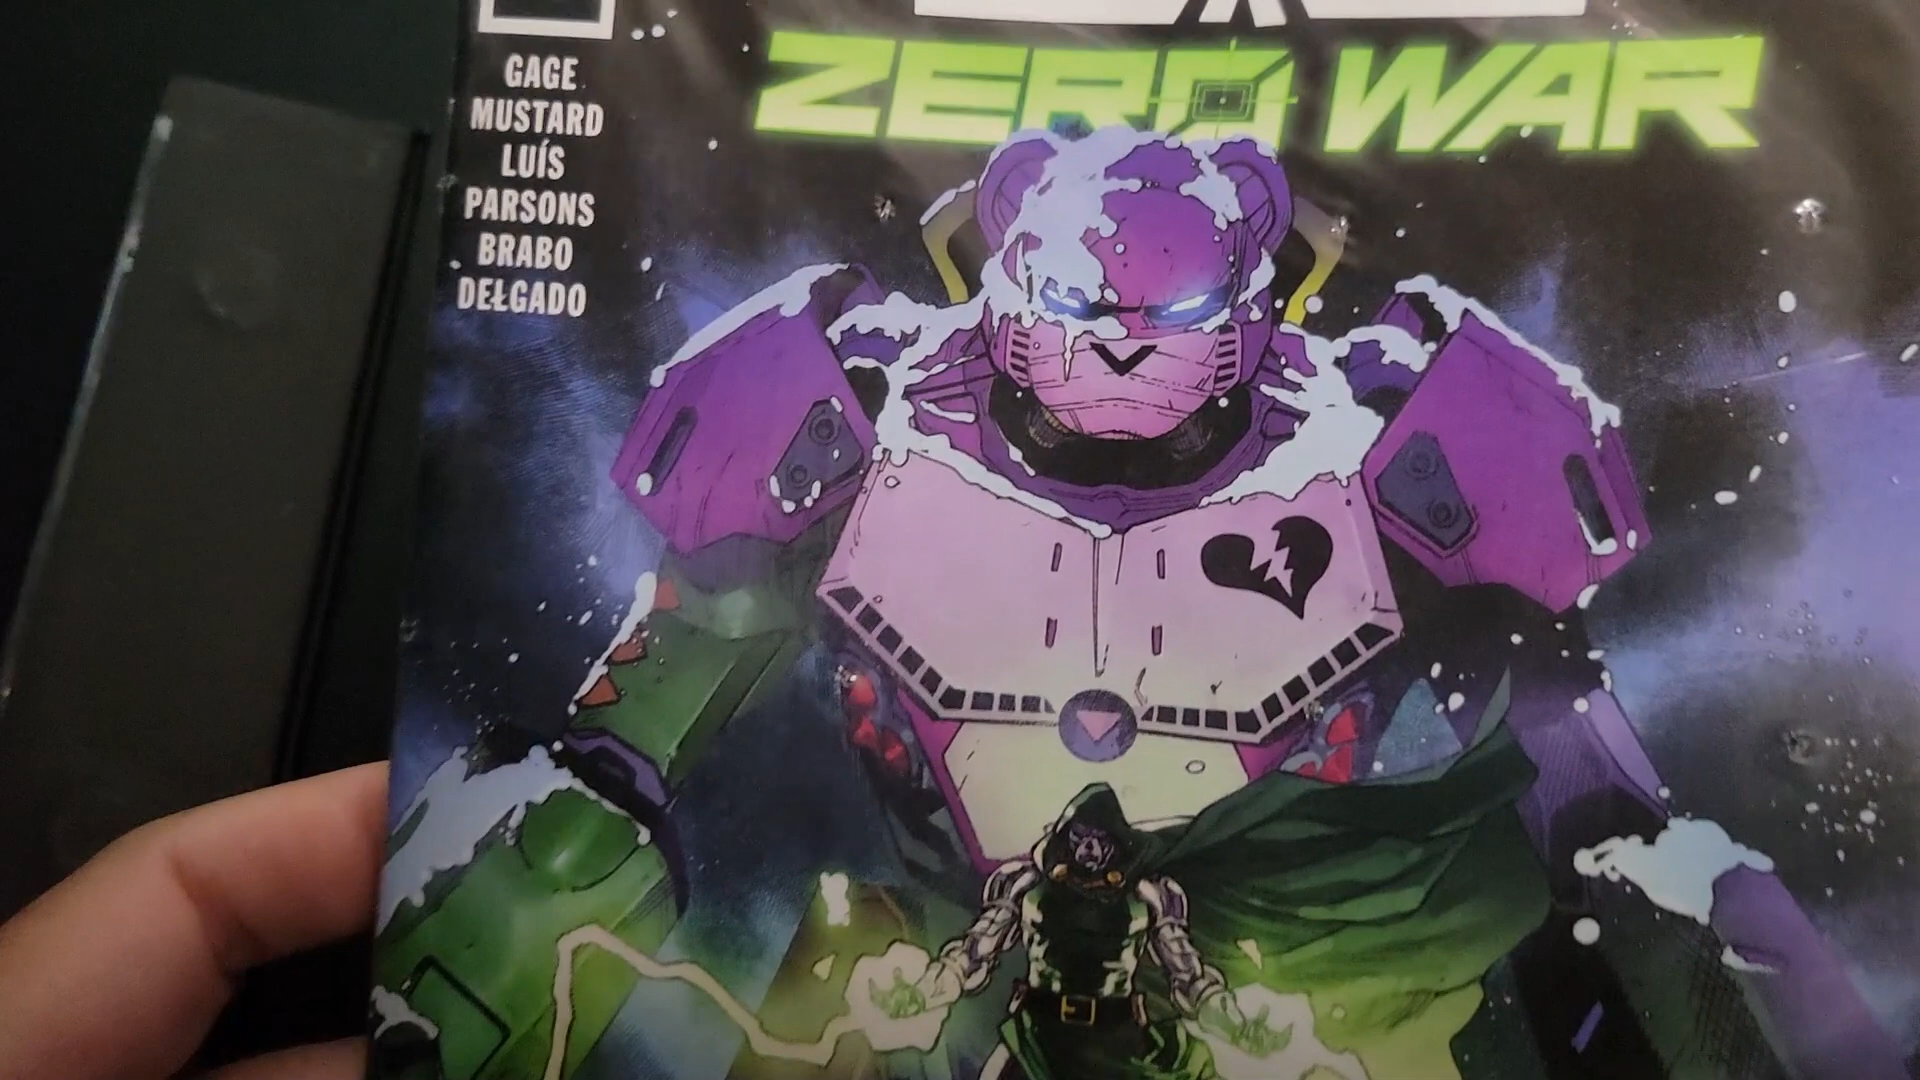 ZERO WAR
GAGE
MUSTARD
LUÍS
PARSONS
BRABO
DELGADO